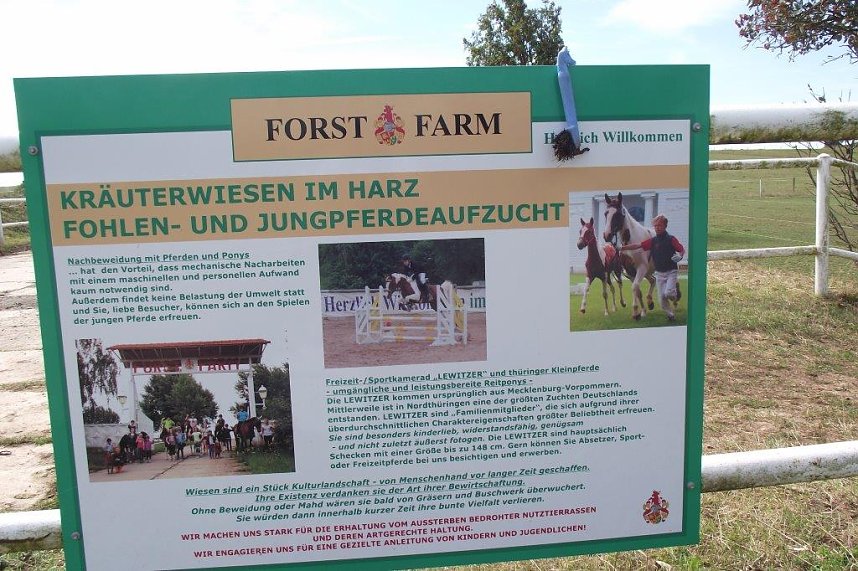 FORST FARM
H lich Willkommen
KRÄUTERWIESEN IM HARZ
FOHLEN- UND JUNGPFERDEAUFZUCHT
Nachbeweidung mit Pferden und Ponys
... hat den Vorteil, dass mechanische Nacharbeiten
mit einem maschinellen und personellen Aufwand
kaum notwendig sind.
Außerdem findet keine Belastung der Umwelt statt
und Sie, liebe Besucher, können sich an den Spielen
der jungen Pferde erfreuen.
Herzlich im
Freizeit-/Sportkamerad „LEWITZER" und thüringer Kleinpferde
- umgängliche und leistungsbereite Reitponys -
Die LEWITZER kommen ursprünglich aus Mecklenburg-Vorpommern.
Mittlerweile ist in Nordthüringen eine der größten Zuchten Deutschlands
entstanden. LEWITZER sind „Familienmitglieder", die sich aufgrund ihrer
überdurchschnittlichen Charaktereigenschaften größter Beliebtheit erfreuen.
Sie sind besonders kinderlieb, widerstandsfähig, genügsam
- und nicht zuletzt äußerst fotogen. Die LEWITZER sind hauptsächlich
Schecken mit einer Größe bis zu 148 cm. Gern können Sie Absetzer, Sport-
oder Freizeitpferde bei uns besichtigen und erwerben.
Wiesen sind ein Stück Kulturlandschaft - von Menschenhand vor langer Zeit geschaffen.
Ihre Existenz verdanken sie der Art ihrer Bewirtschaftung.
Ohne Beweidung oder Mahd wären sie bald von Gräsern und Buschwerk überwuchert.
Sie würden dann innerhalb kurzer Zeit ihre bunte Vielfalt verlieren.
WIR MACHEN UNS STARK FÜR DIE ERHALTUNG VOM AUSSTERBEN BEDROHTER NUTZTIERRASSEN
UND DEREN ARTGERECHTE HALTUNG.
WIR ENGAGIEREN UNS FÜR EINE GEZIELTE ANLEITUNG VON KINDERN UND JUGENDLICHEN!